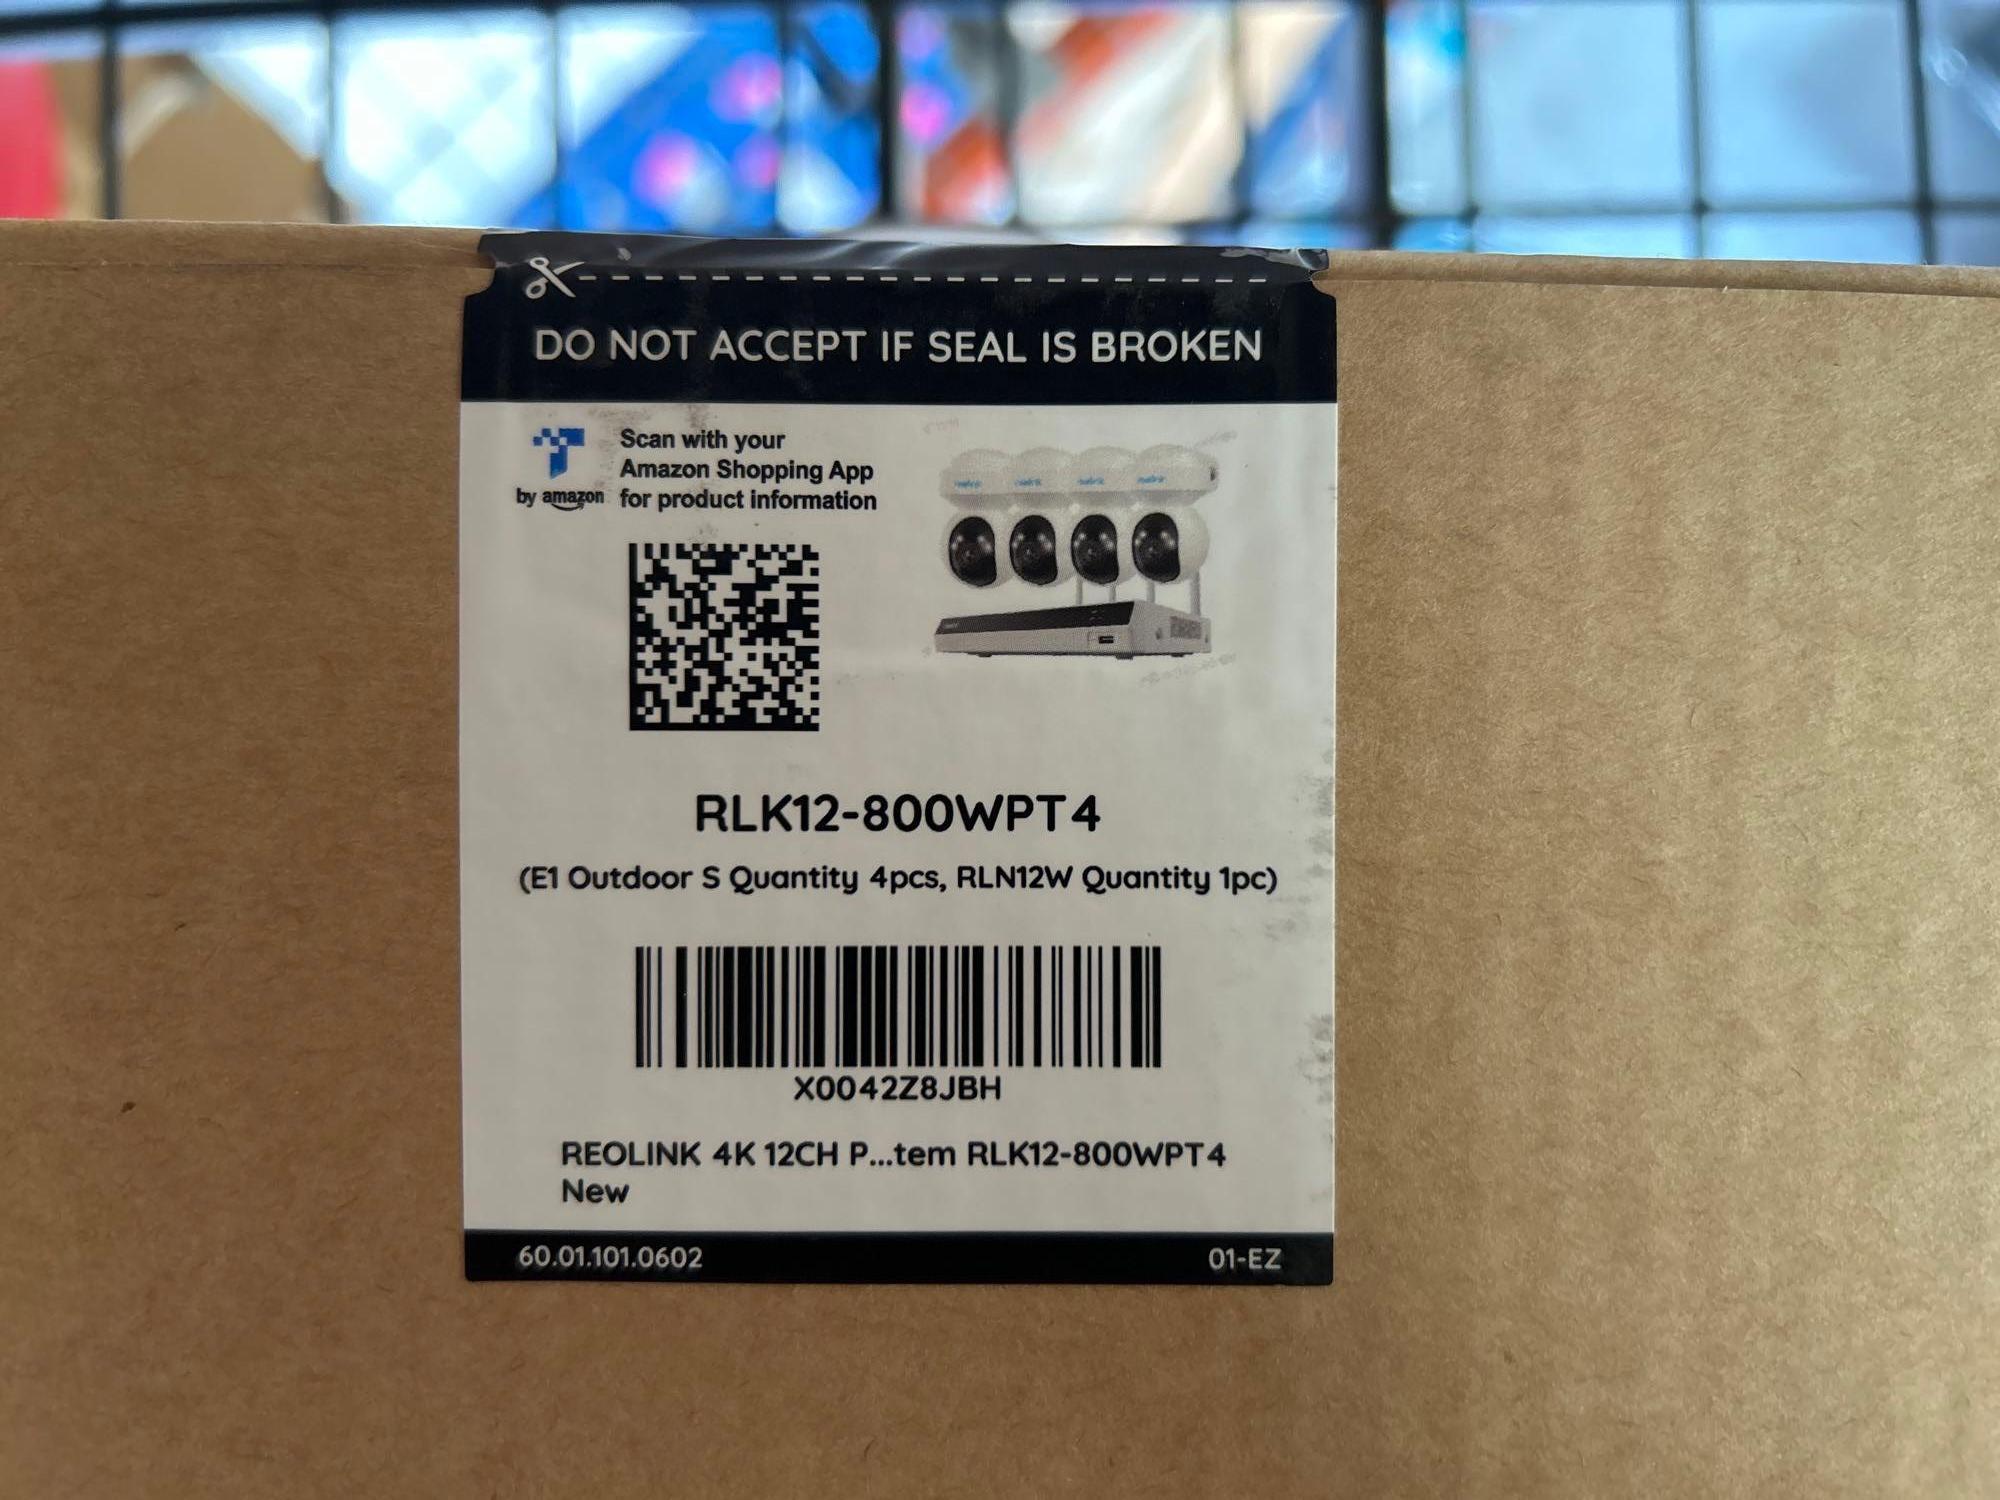 DO NOT ACCEPT IF SEAL IS BROKEN
Scan with your
Amazon Shopping App
by amazon for product information
RLK12-800WPT4
(E1 Outdoor S Quantity 4pcs, RLN12W Quantity 1pc)
X0042Z8JBH
REOLINK 4K 12CH P...tem RLK12-800WPT4
New
60.01.101.0602 01-EZ